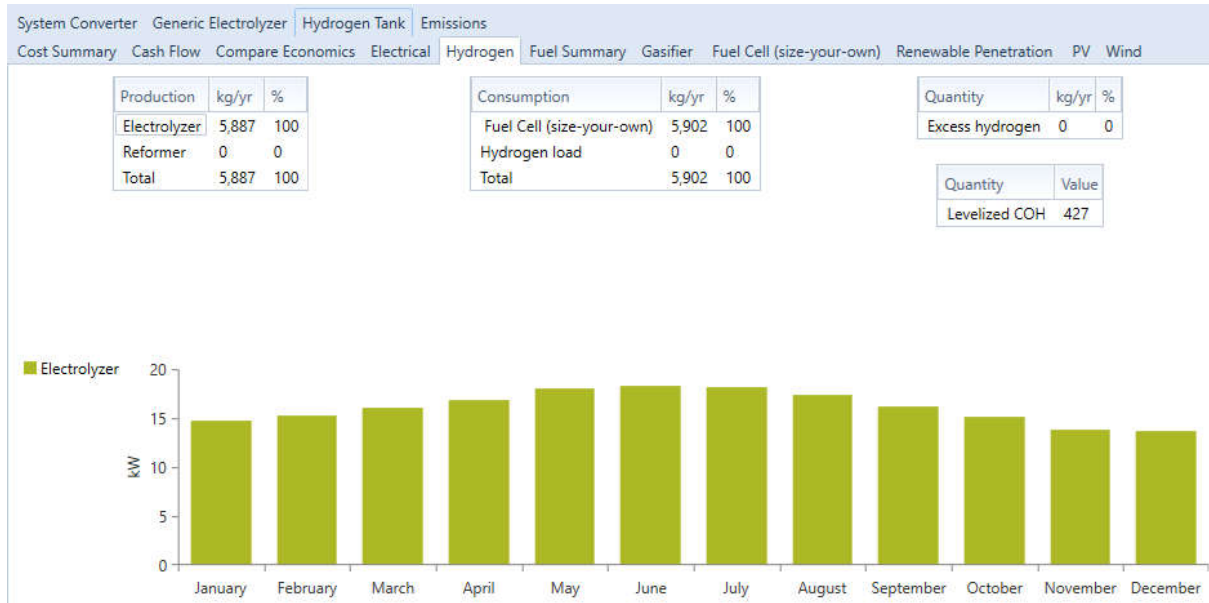 System Converter Generic Electrolyzer Hydrogen Tank Emissions
Cost Summary Cash Flow Compare Economics Electrical Hydrogen Fuel Summary Gasifier Fuel Cell (size-your-own) Renewable Penetration PV Wind
Production kg/yr %
Electrolyzer 5,887 100
Reformer 0 0
Total 5,887 100
Consumption kg/yr %
Fuel Cell (size-your-own) 5,902 100
Hydrogen load 0 0
Total 5,902 100
Quantity kg/yr %
Excess hydrogen 0 0
Quantity Value
Levelized COH 427
Electrolyzer
20
15
10
5
0
kW
January February March April May June July August September October November December